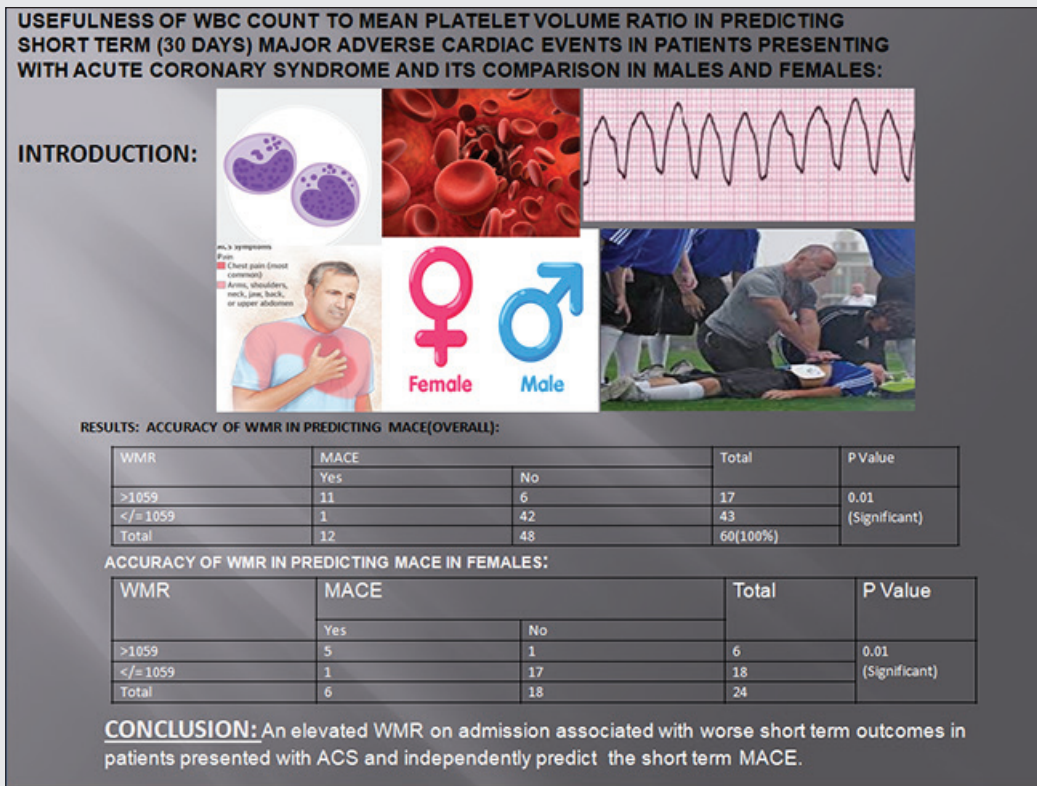 USEFULNESS OF WBC COUNT TO MEAN PLATELET VOLUME RATIO IN PREDICTING
SHORT TERM (30 DAYS) MAJOR ADVERSE CARDIAC EVENTS IN PATIENTS PRESENTING
WITH ACUTE CORONARY SYNDROME AND ITS COMPARISON IN MALES AND FEMALES:
INTRODUCTION:
ACS symptoms
Pain
Chest pain (most
common)
Arms, shoulders,
neck, jaw, back,
or upper abdomen
Female
Male
RESULTS: ACCURACY OF WMR IN PREDICTING MACE(OVERALL):
WMR MACE Total P Value
Yes No
>1059 11 6 17 0.01
</= 1059 1 42 43 (Significant)
Total 12 48 60(100%)
ACCURACY OF WMR IN PREDICTING MACE IN FEMALES:
WMR MACE Total P Value
Yes No
>1059 5 1 6 0.01
</= 1059 1 17 18 (Significant)
Total 6 18 24
CONCLUSION: An elevated WMR on admission associated with worse short term outcomes in
patients presented with ACS and independently predict the short term MACE.